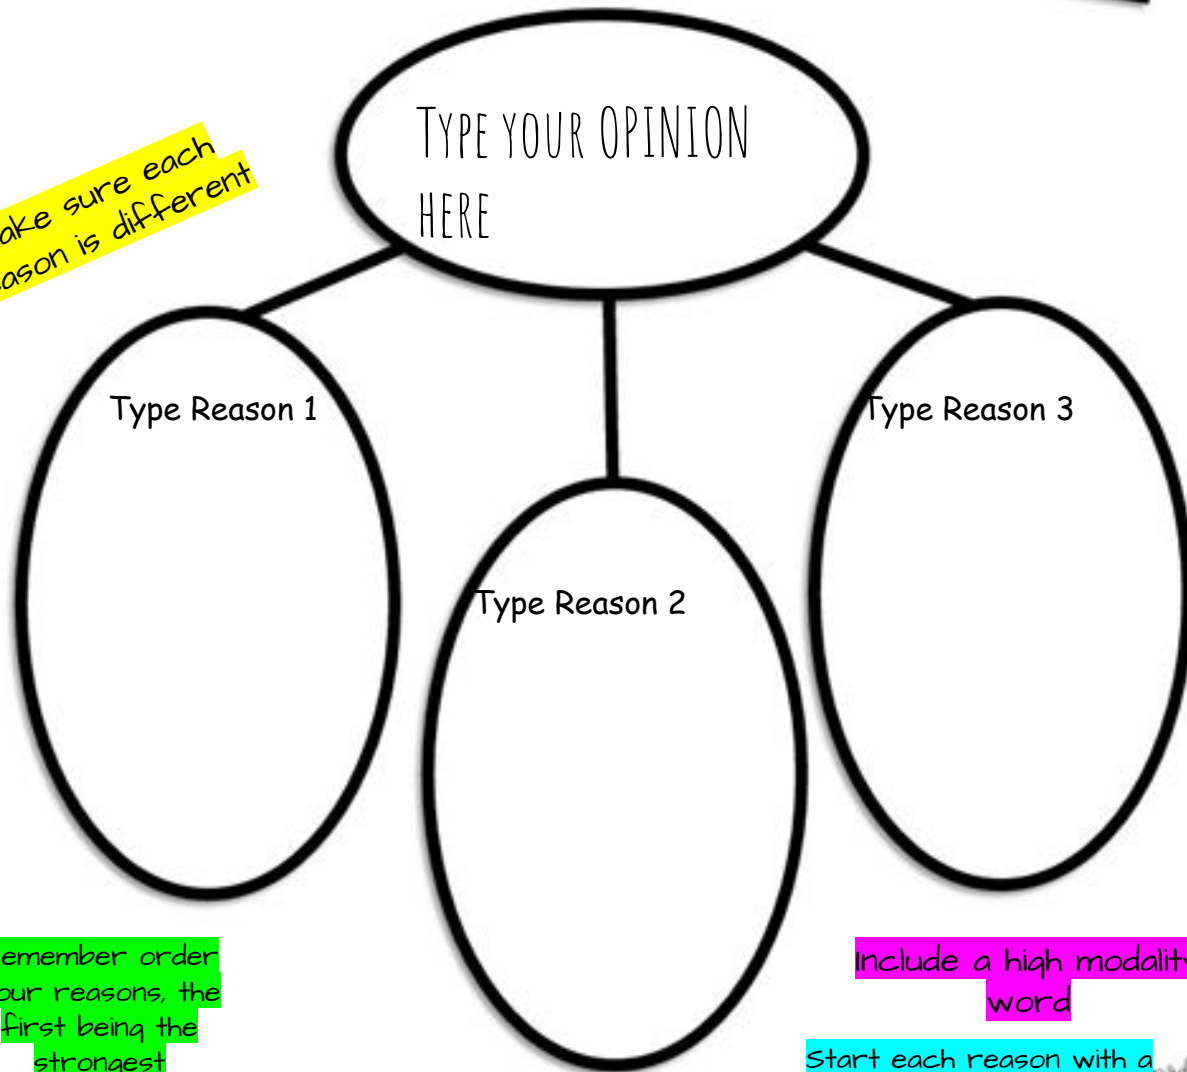 Type your OPINION
here
ake sure each
ason is different
Type Reason 1
Type Reason 3
Type Reason 2
emember order
our reasons, the
first being the
strongest
Include a high modality
word
Start each reason with a